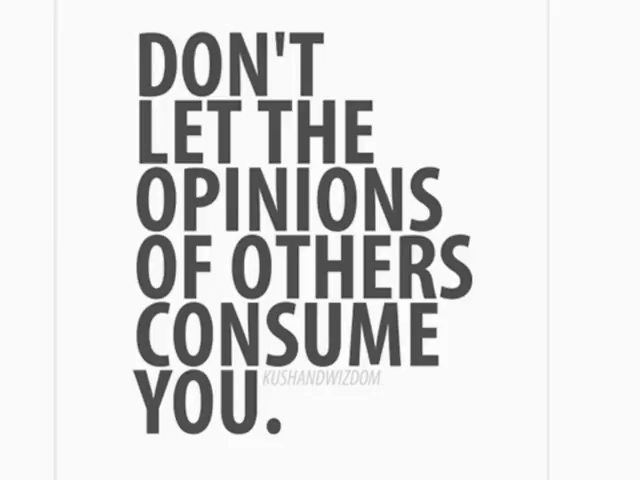 DON'T
LET THE
OPINIONS
OF OTHERS
CONSUME
YOU.
KUSHANDWIZDOM